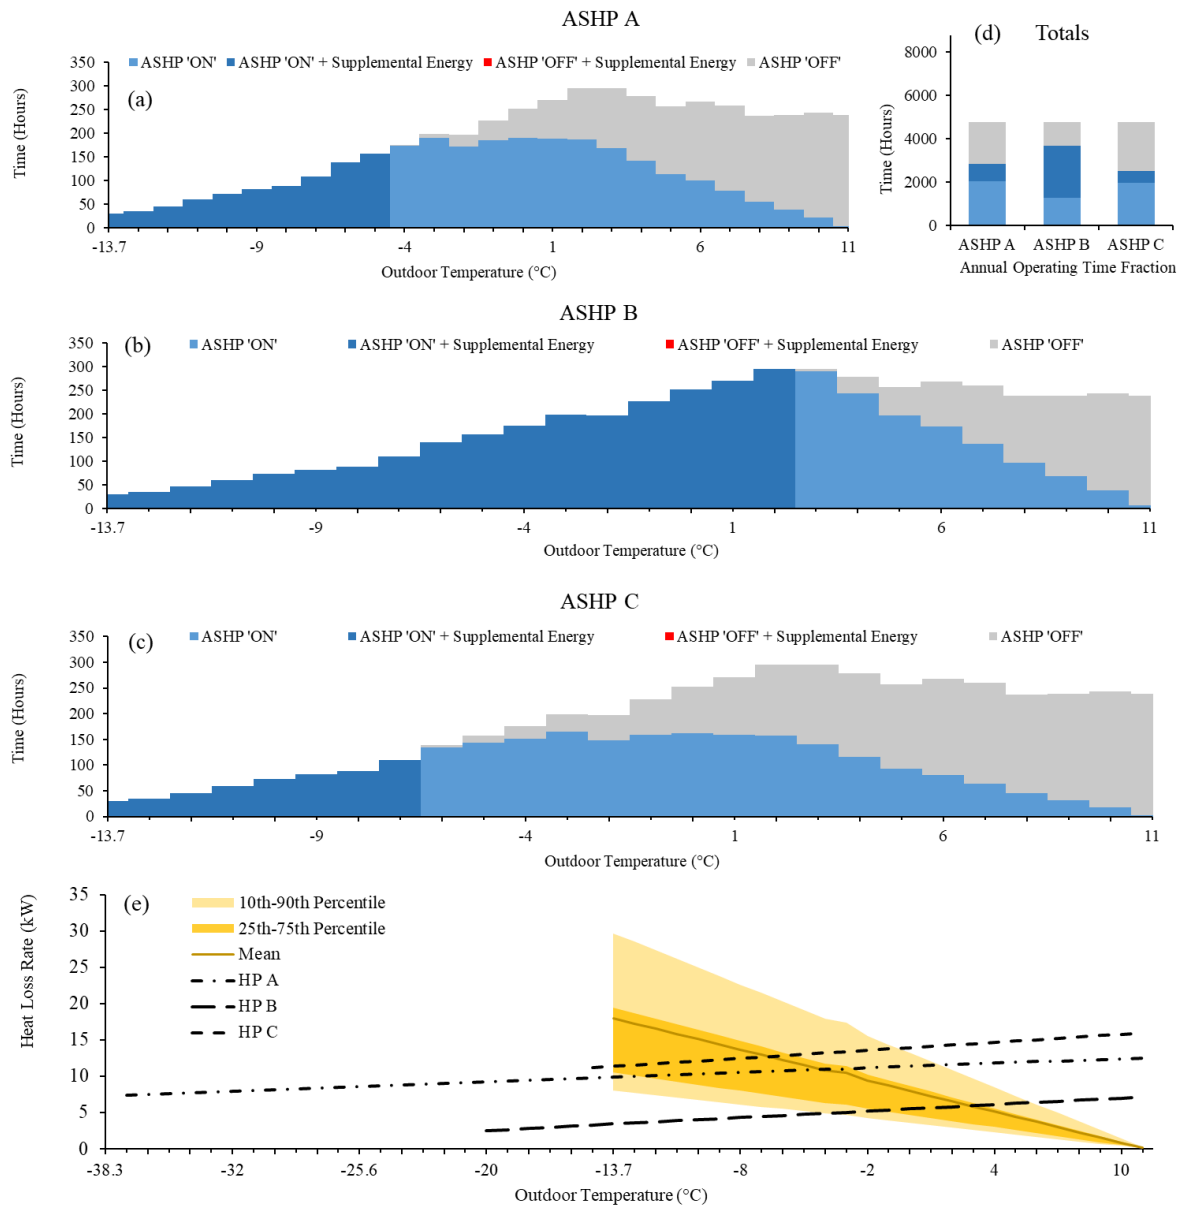 ASHP A
ASHP 'ON' ASHP 'ON' + Supplemental Energy ASHP 'OFF' + Supplemental Energy ASHP 'OFF'
(a)
Time (Hours)
350
300
250
200
150
100
50
0
-13.7 -9 -4 1 6 11
Outdoor Temperature (°C)
(d) Totals
Time (Hours)
8000
6000
4000
2000
0
ASHP A ASHP B ASHP C
Annual Operating Time Fraction
ASHP B
(b) ASHP 'ON' ASHP 'ON' + Supplemental Energy ASHP 'OFF' + Supplemental Energy ASHP 'OFF'
Time (Hours)
350
300
250
200
150
100
50
0
-13.7 -9 -4 1 6 11
Outdoor Temperature (°C)
ASHP C
(c) ASHP 'ON' ASHP 'ON' + Supplemental Energy ASHP 'OFF' + Supplemental Energy ASHP 'OFF'
Time (Hours)
350
300
250
200
150
100
50
0
-13.7 -9 -4 1 6 11
Outdoor Temperature (°C)
(e)
10th-90th Percentile
25th-75th Percentile
Mean
HP A
HP B
HP C
Heat Loss Rate (kW)
35
30
25
20
15
10
5
0
-38.3 -32 -25.6 -20 -13.7 -8 -2 4 10
Outdoor Temperature (°C)